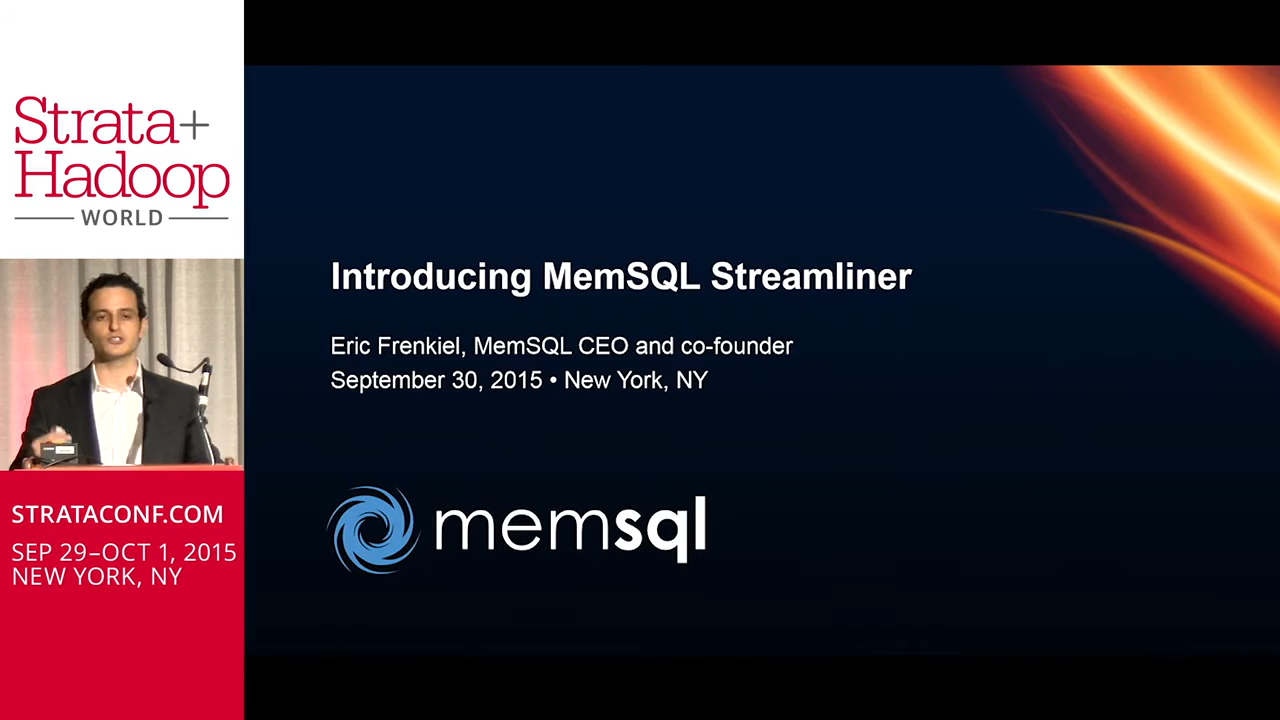 Strata+
Hadoop
WORLD
STRATACONF.COM
SEP 29–OCT 1, 2015
NEW YORK, NY
Introducing MemSQL Streamliner
Eric Frenkiel, MemSQL CEO and co-founder
September 30, 2015 • New York, NY
memsql